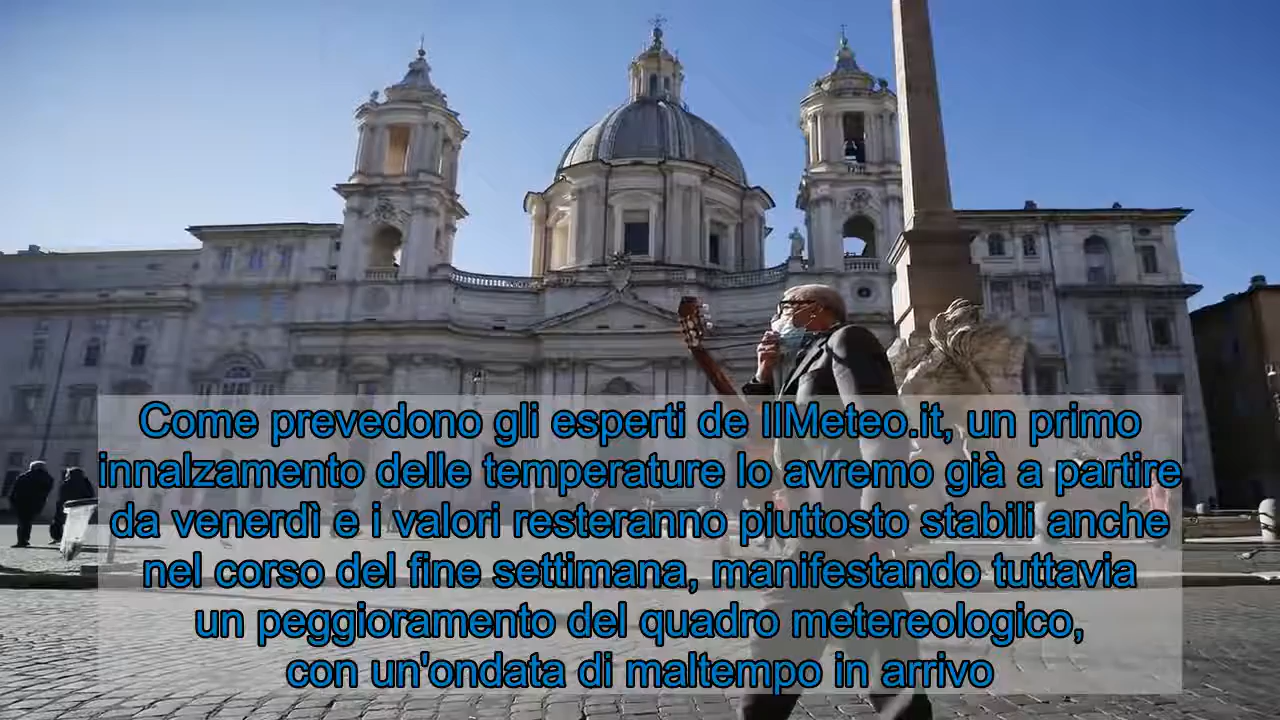 Come prevedono gli esperti de IlMeteo.it, un primo
innalzamento delle temperature lo avremo già a partire
da venerdì e i valori resteranno piuttosto stabili anche
nel corso del fine settimana, manifestando tuttavia
un peggioramento del quadro metereologico,
con un'ondata di maltempo in arrivo